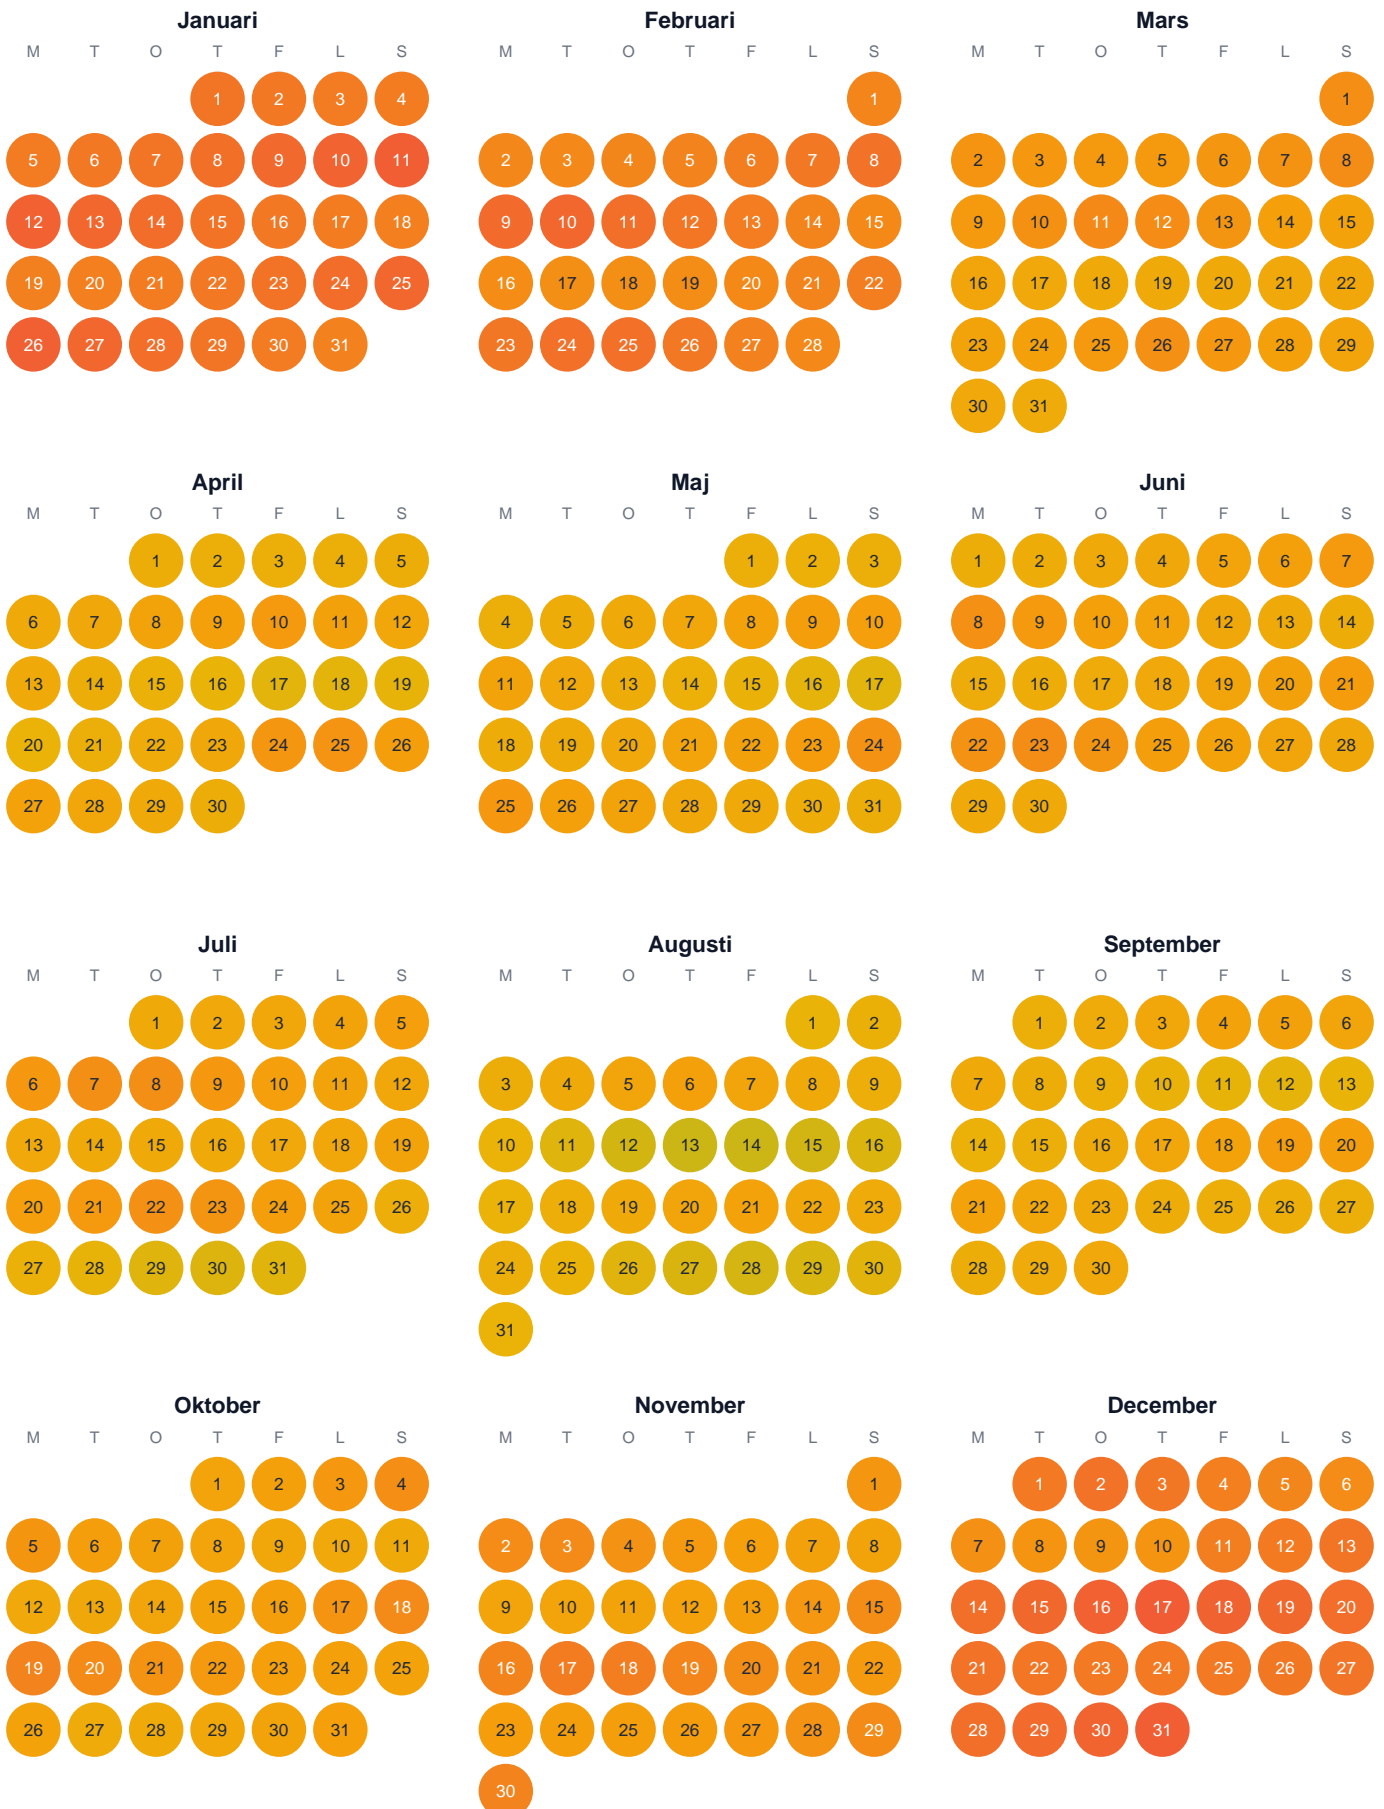 Januari Februari Mars
M T O T F L S M T O T F L S M T O T F L S
1 2 3 4 1 1
5 6 7 8 9 10 11 2 3 4 5 6 7 8 2 3 4 5 6 7 8
12 13 14 15 16 17 18 9 10 11 12 13 14 15 9 10 11 12 13 14 15
19 20 21 22 23 24 25 16 17 18 19 20 21 22 16 17 18 19 20 21 22
26 27 28 29 30 31 23 24 25 26 27 28 23 24 25 26 27 28 29
30 31
April Maj Juni
M T O T F L S M T O T F L S M T O T F L S
1 2 3 4 5 1 2 3 1 2 3 4 5 6 7
6 7 8 9 10 11 12 4 5 6 7 8 9 10 8 9 10 11 12 13 14
13 14 15 16 17 18 19 11 12 13 14 15 16 17 15 16 17 18 19 20 21
20 21 22 23 24 25 26 18 19 20 21 22 23 24 22 23 24 25 26 27 28
27 28 29 30 25 26 27 28 29 30 31 29 30
Juli Augusti September
M T O T F L S M T O T F L S M T O T F L S
1 2 3 4 5 1 2 1 2 3 4 5 6
6 7 8 9 10 11 12 3 4 5 6 7 8 9 7 8 9 10 11 12 13
13 14 15 16 17 18 19 10 11 12 13 14 15 16 14 15 16 17 18 19 20
20 21 22 23 24 25 26 17 18 19 20 21 22 23 21 22 23 24 25 26 27
27 28 29 30 31 24 25 26 27 28 29 30 28 29 30
31
Oktober November December
M T O T F L S M T O T F L S M T O T F L S
1 2 3 4 1 1 2 3 4 5 6
5 6 7 8 9 10 11 2 3 4 5 6 7 8 7 8 9 10 11 12 13
12 13 14 15 16 17 18 9 10 11 12 13 14 15 14 15 16 17 18 19 20
19 20 21 22 23 24 25 16 17 18 19 20 21 22 21 22 23 24 25 26 27
26 27 28 29 30 31 23 24 25 26 27 28 29 28 29 30 31
30